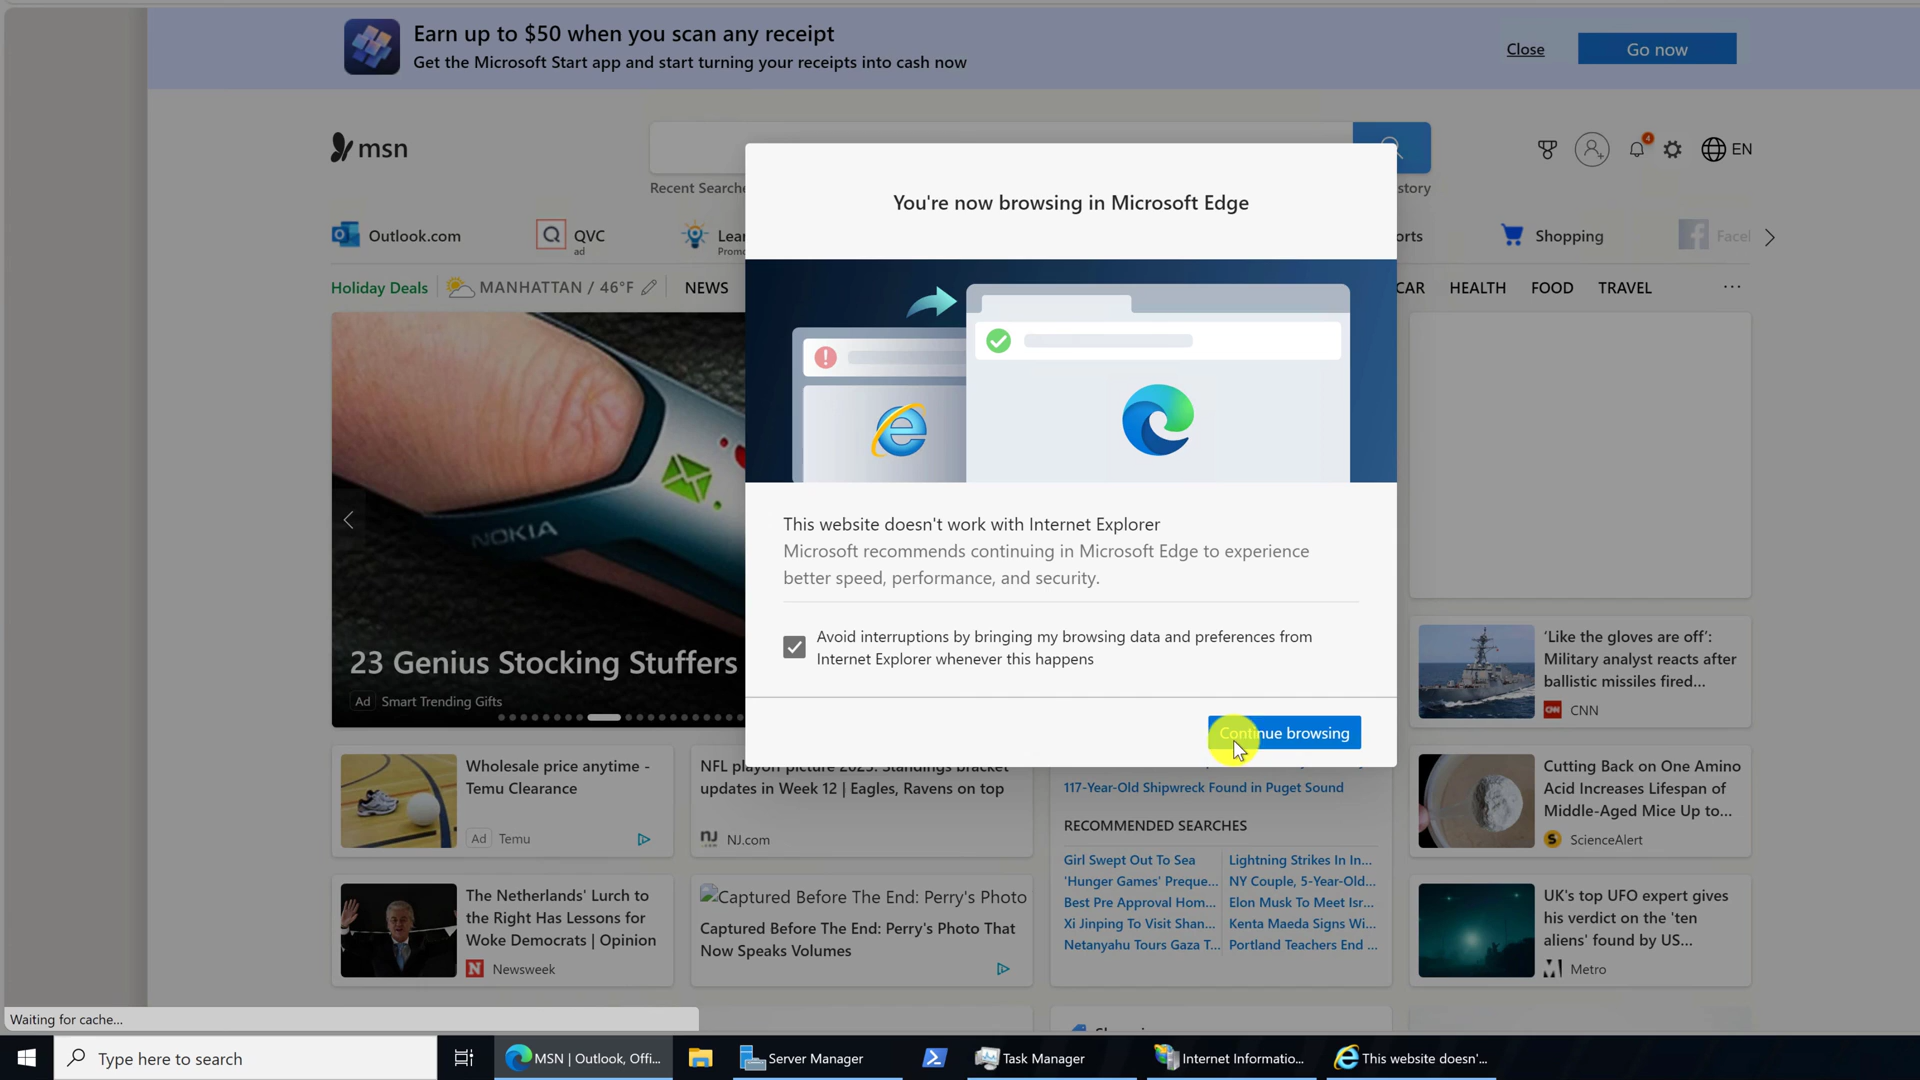 Earn up to $50 when you scan any receipt
Get the Microsoft Start app and start turning your receipts into cash now
Close
Go now
msn
4
EN
Recent Searche
story
Outlook.com
QVC
ad
Lear
Promo
orts
Shopping
Facel
Holiday Deals
MANHATTAN / 46°F
NEWS
CAR
HEALTH
FOOD
TRAVEL
...
You're now browsing in Microsoft Edge
This website doesn't work with Internet Explorer
Microsoft recommends continuing in Microsoft Edge to experience
better speed, performance, and security.
Avoid interruptions by bringing my browsing data and preferences from
Internet Explorer whenever this happens
Continue browsing
NOKIA
23 Genius Stocking Stuffers
Ad Smart Trending Gifts
'Like the gloves are off':
Military analyst reacts after
ballistic missiles fired...
CNN
CNN
Wholesale price anytime -
Temu Clearance
Ad Temu
NFL playoff picture 2023: Standings bracket
updates in Week 12 | Eagles, Ravens on top
NJ.com
117-Year-Old Shipwreck Found in Puget Sound
RECOMMENDED SEARCHES
Girl Swept Out To Sea
Lightning Strikes In In...
'Hunger Games' Preque...
NY Couple, 5-Year-Old...
Best Pre Approval Hom...
Elon Musk To Meet Isr...
Xi Jinping To Visit Shan...
Kenta Maeda Signs Wi...
Netanyahu Tours Gaza T...
Portland Teachers End ...
Cutting Back on One Amino
Acid Increases Lifespan of
Middle-Aged Mice Up to...
ScienceAlert
The Netherlands' Lurch to
the Right Has Lessons for
Woke Democrats | Opinion
Newsweek
Captured Before The End: Perry's Photo
Captured Before The End: Perry's Photo That
Now Speaks Volumes
UK's top UFO expert gives
his verdict on the 'ten
aliens' found by US...
Metro
Waiting for cache...
Type here to search
MSN | Outlook, Offi...
Server Manager
Task Manager
Internet Informatio...
This website doesn'...